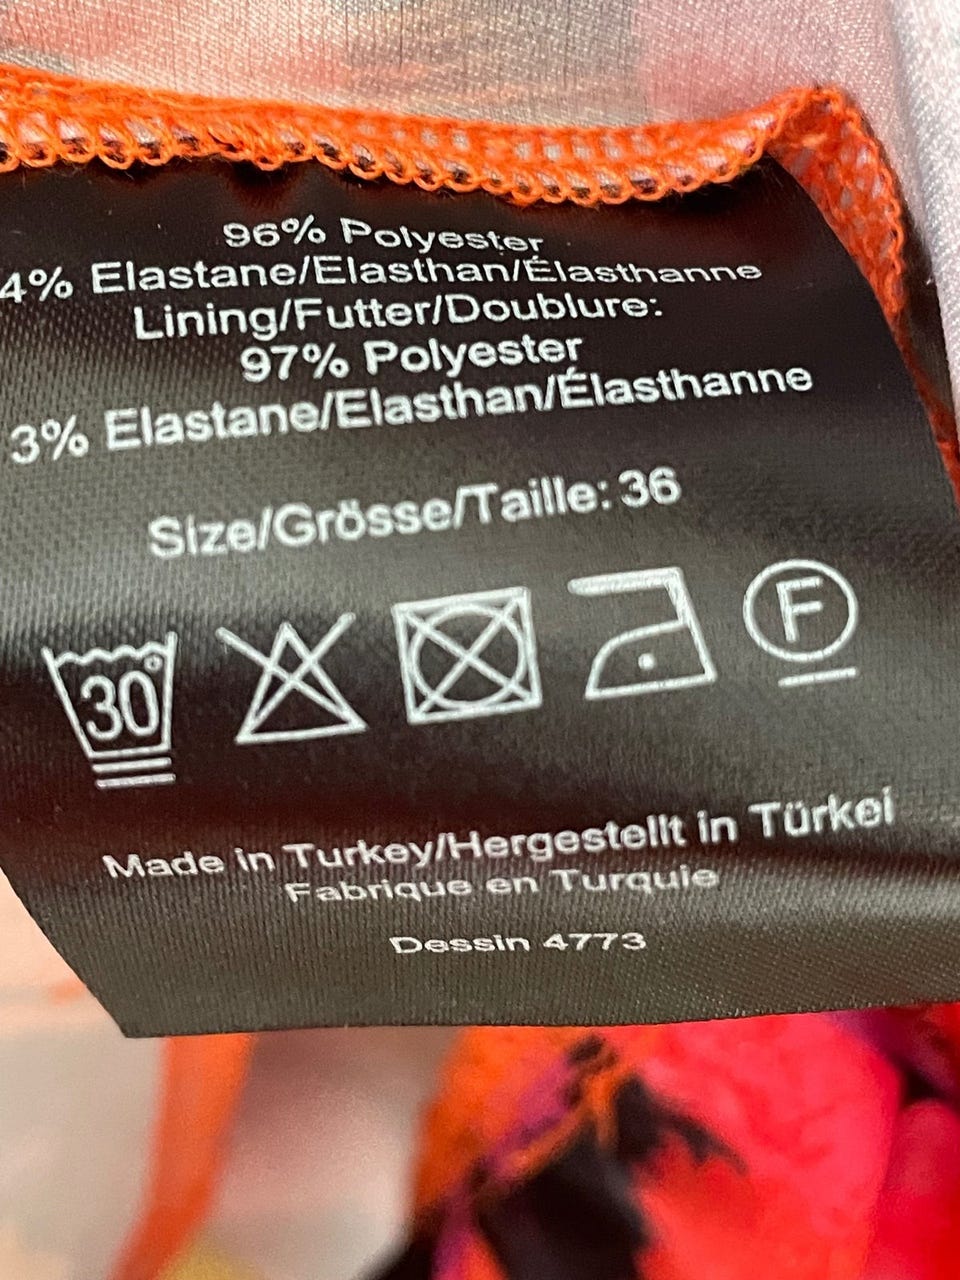 96% Polyester
4% Elastane/Elasthan/Élasthanne
Lining/Futter/Doublure:
97% Polyester
3% Elastane/Elasthan/Élasthanne
Size/Grösse/Taille: 36
30°
F
Made in Turkey/Hergestellt in Türkei
Fabrique en Turquie
Dessin 4773